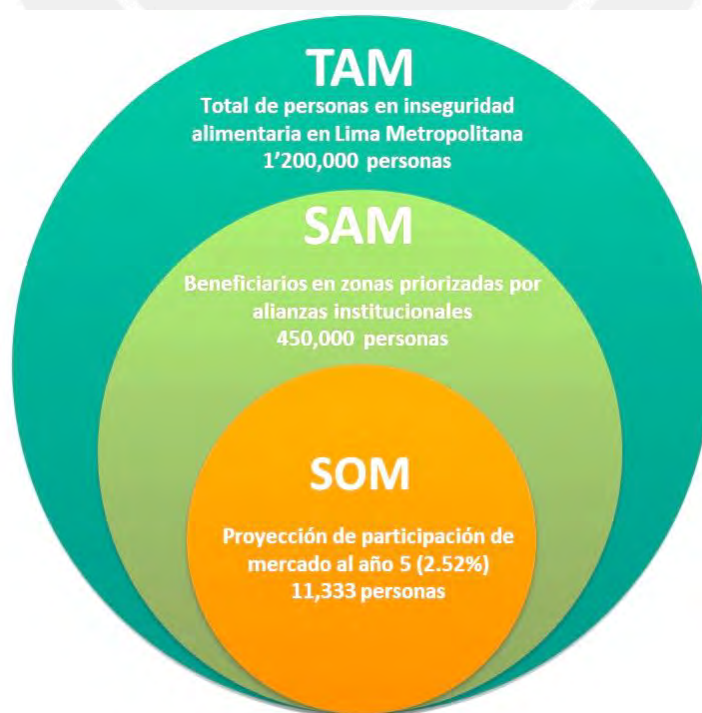 TAM
Total de personas en inseguridad
alimentaria en Lima Metropolitana
1'200,000 personas
SAM
Beneficiarios en zonas priorizadas por
alianzas institucionales
450,000 personas
SOM
Proyección de participación de
mercado al año 5 (2.52%)
11,333 personas